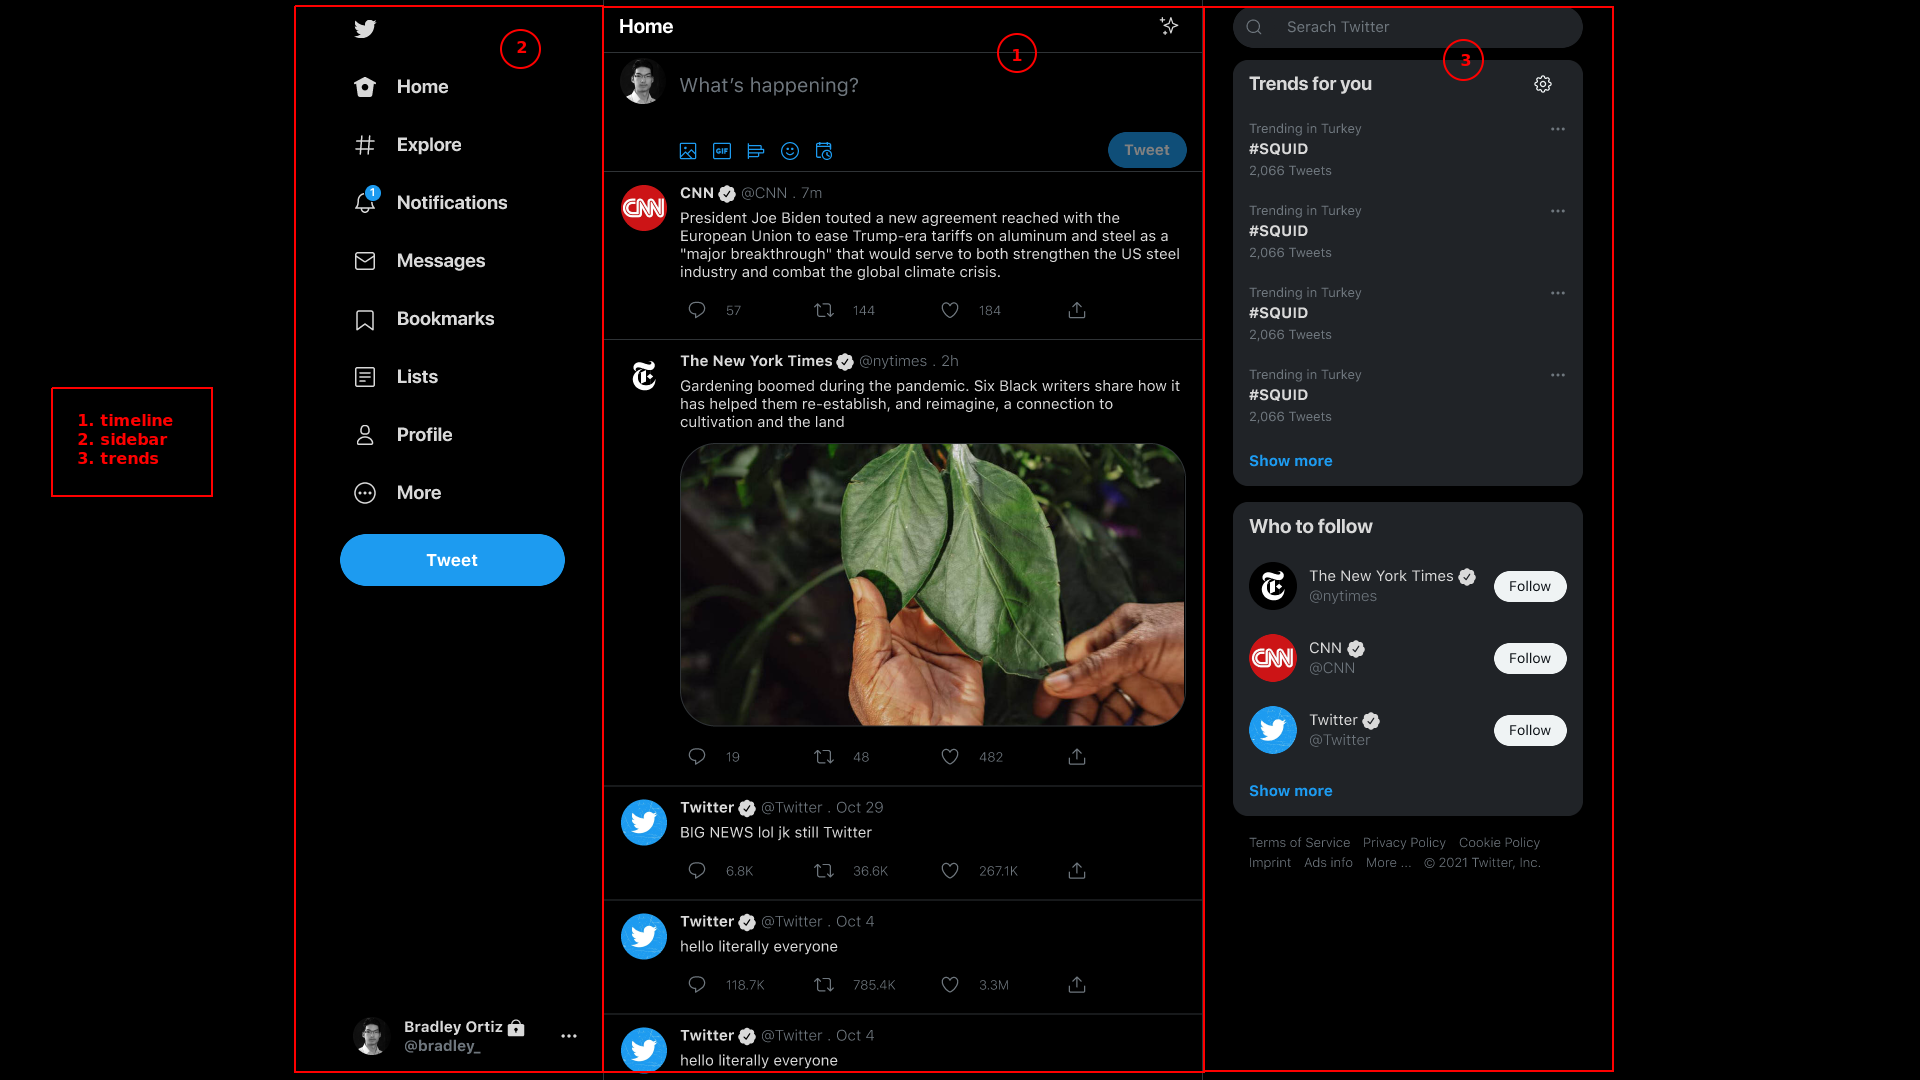 1. timeline
2. sidebar
3. trends
2
Home
Explore
1
Notifications
Messages
Bookmarks
Lists
Profile
More
Tweet
Bradley Ortiz
@bradley_
Home
1
What's happening?
GIF
Tweet
CNN
CNN @CNN . 7m
President Joe Biden touted a new agreement reached with the
European Union to ease Trump-era tariffs on aluminum and steel as a
"major breakthrough" that would serve to both strengthen the US steel
industry and combat the global climate crisis.
57 144 184
The New York Times @nytimes . 2h
Gardening boomed during the pandemic. Six Black writers share how it
has helped them re-establish, and reimagine, a connection to
cultivation and the land
19 48 482
Twitter @Twitter . Oct 29
BIG NEWS lol jk still Twitter
6.8K 36.6K 267.1K
Twitter @Twitter . Oct 4
hello literally everyone
118.7K 785.4K 3.3M
Twitter @Twitter . Oct 4
hello literally everyone
Serach Twitter
3
Trends for you
Trending in Turkey
#SQUID
2,066 Tweets
Trending in Turkey
#SQUID
2,066 Tweets
Trending in Turkey
#SQUID
2,066 Tweets
Trending in Turkey
#SQUID
2,066 Tweets
Show more
Who to follow
The New York Times
@nytimes
Follow
CNN
CNN
@CNN
Follow
Twitter
@Twitter
Follow
Show more
Terms of Service Privacy Policy Cookie Policy
Imprint Ads info More ... © 2021 Twitter, Inc.